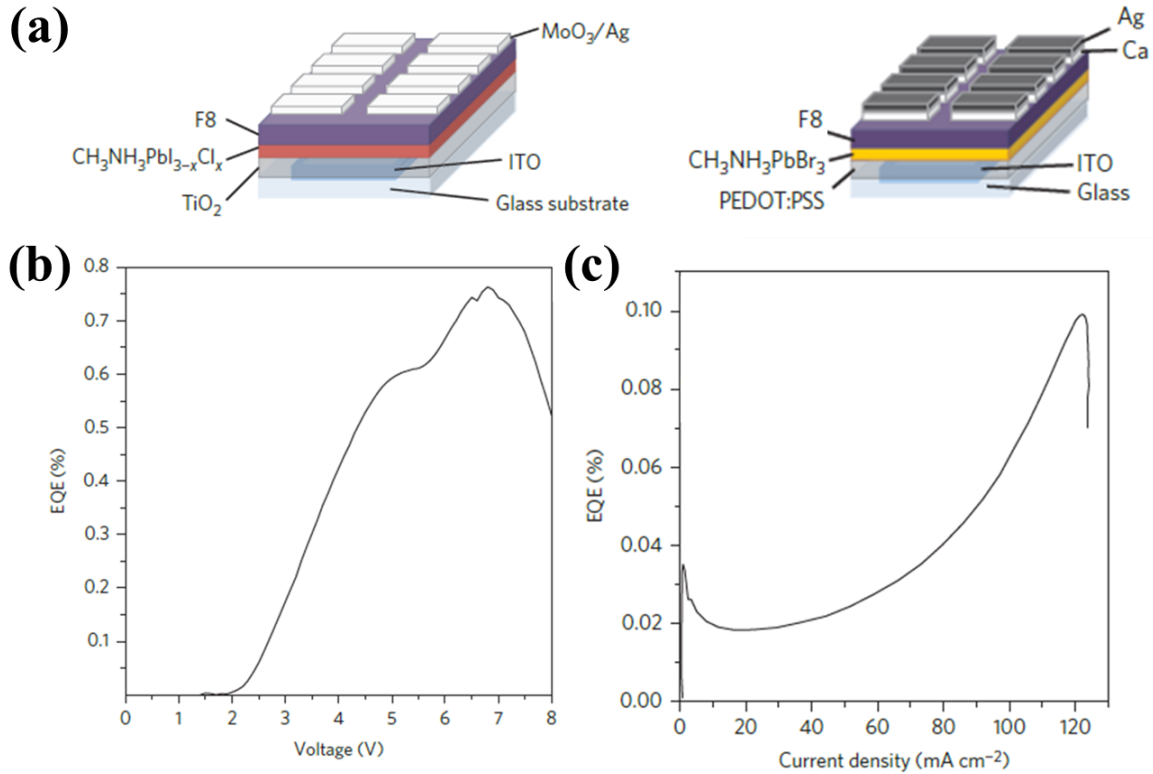 (a)
MoO₃/Ag
F8
CH₃NH₃PbI₃₋ₓClₓ
TiO₂
ITO
Glass substrate
Ag
Ca
F8
CH₃NH₃PbBr₃
PEDOT:PSS
ITO
Glass
(b)
0.8
0.7
0.6
0.5
0.4
0.3
0.2
0.1
EQE (%)
0 1 2 3 4 5 6 7 8
Voltage (V)
(c)
0.10
0.08
0.06
0.04
0.02
0.00
EQE (%)
0 20 40 60 80 100 120
Current density (mA cm⁻²)